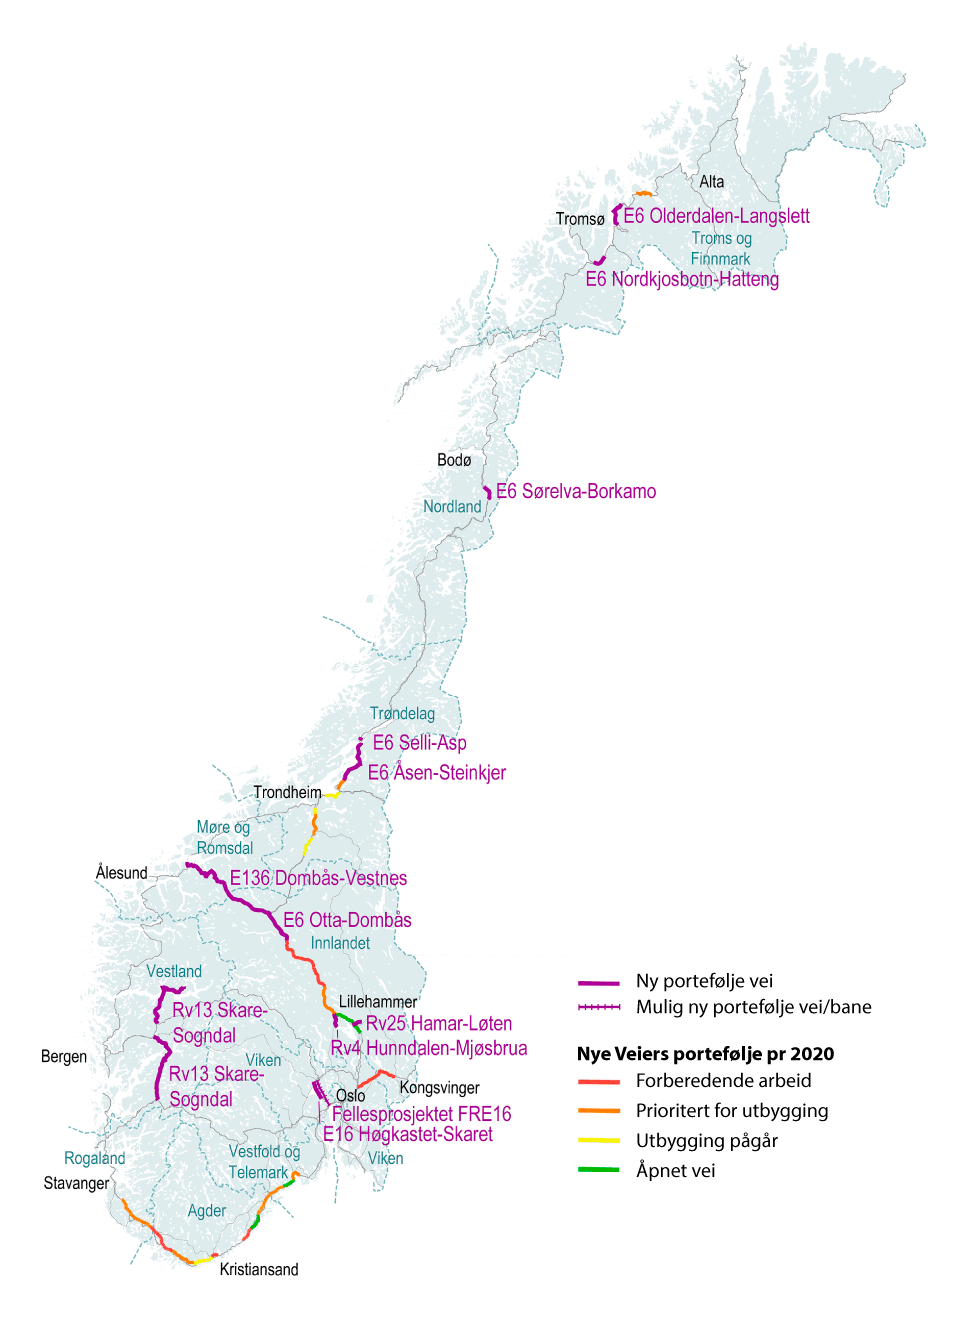 Alta
Tromsø
E6 Olderdalen-Langslett
Troms og
Finnmark
E6 Nordkjosbotn-Hatteng
Bodø
E6 Sørelva-Borkamo
Nordland
Trøndelag
E6 Selli-Asp
E6 Åsen-Steinkjer
Trondheim
Møre og
Romsdal
Ålesund
E136 Dombås-Vestnes
E6 Otta-Dombås
Innlandet
Vestland
Lillehammer
Rv13 Skare-
Sogndal
Rv25 Hamar-Løten
Rv4 Hunndalen-Mjøsbrua
Bergen
Viken
Rv13 Skare-
Sogndal
Oslo
Kongsvinger
Fellesprosjektet FRE16
E16 Høgkastet-Skaret
Rogaland
Vestfold og
Telemark
Viken
Stavanger
Agder
Kristiansand
Ny portefølje vei
Mulig ny portefølje vei/bane
Nye Veiers portefølje pr 2020
Forberedende arbeid
Prioritert for utbygging
Utbygging pågår
Åpnet vei